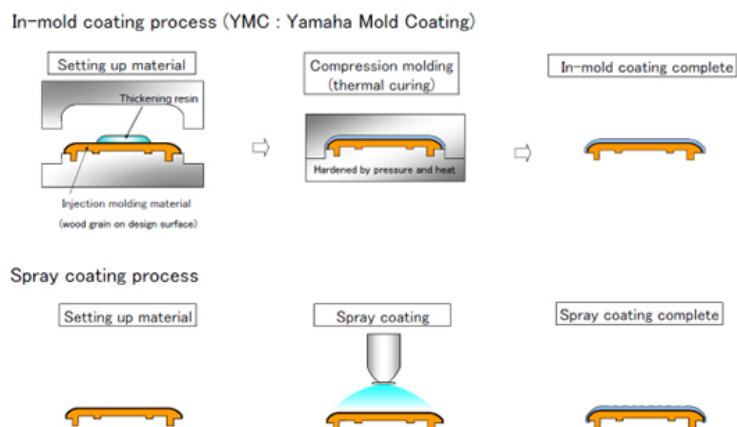 In-mold coating process (YMC : Yamaha Mold Coating)
Setting up material
Thickening resin
Injection molding material
(wood grain on design surface)
Compression molding
(thermal curing)
Hardened by pressure and heat
In-mold coating complete
Spray coating process
Setting up material
Spray coating
Spray coating complete